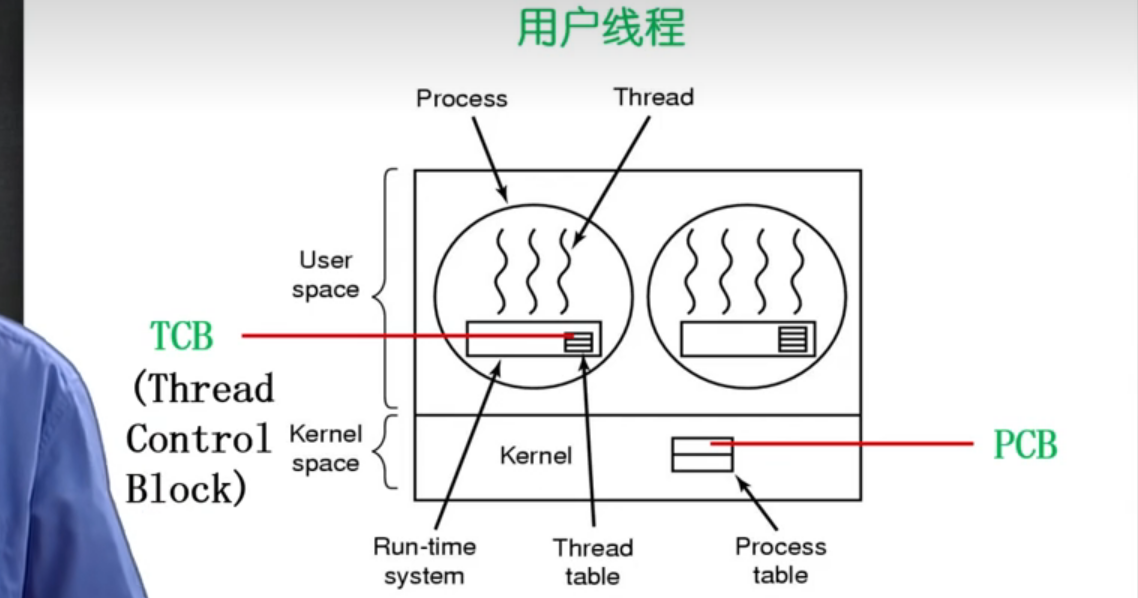 用户线程
Process
Thread
User
space
TCB
(Thread
Control
Block)
Kernel
space
Kernel
PCB
Run-time
system
Thread
table
Process
table